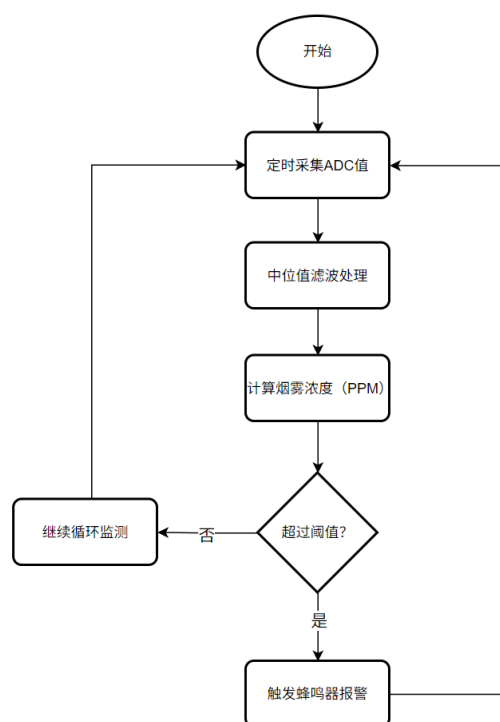 开始
定时采集ADC值
中位值滤波处理
计算烟雾浓度（PPM）
超过阈值？
否
继续循环监测
是
触发蜂鸣器报警